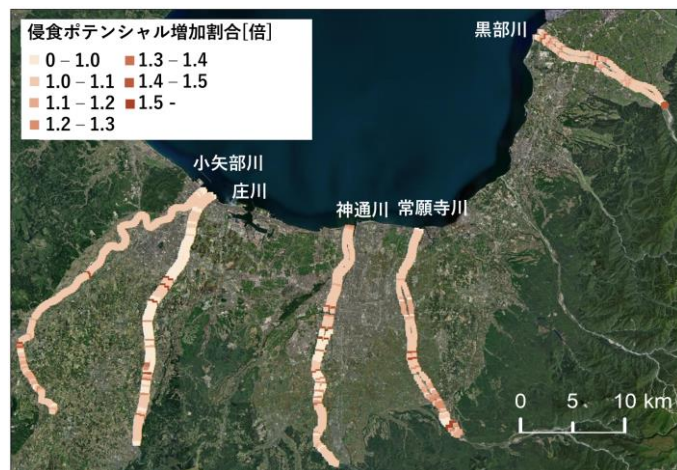 侵食ポテンシャル増加割合[倍]
0 – 1.0
1.0 – 1.1
1.1 – 1.2
1.2 – 1.3
1.3 – 1.4
1.4 – 1.5
1.5 -
黒部川
小矢部川
庄川
神通川
常願寺川
0 5 10 km